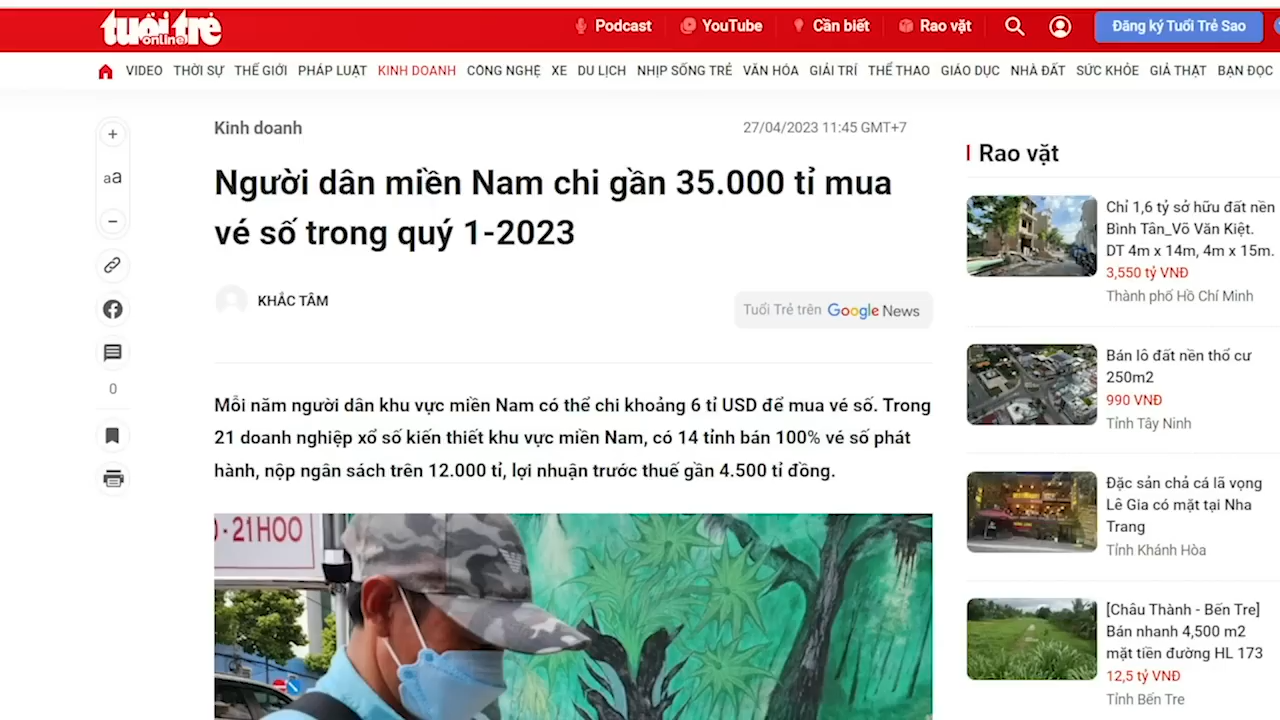 tuổi trẻ online
Podcast
YouTube
Cần biết
Rao vặt
Đăng ký Tuổi Trẻ Sao
VIDEO THỜI SỰ THẾ GIỚI PHÁP LUẬT KINH DOANH CÔNG NGHỆ XE DU LỊCH NHỊP SỐNG TRẺ VĂN HÓA GIẢI TRÍ THỂ THAO GIÁO DỤC NHÀ ĐẤT SỨC KHỎE GIẢ THẬT BẠN ĐỌC
+
aa
−
0
Kinh doanh
27/04/2023 11:45 GMT+7
Người dân miền Nam chi gần 35.000 tỉ mua
vé số trong quý 1-2023
KHẮC TÂM
Tuổi Trẻ trên Google News
Mỗi năm người dân khu vực miền Nam có thể chi khoảng 6 tỉ USD để mua vé số. Trong
21 doanh nghiệp xổ số kiến thiết khu vực miền Nam, có 14 tỉnh bán 100% vé số phát
hành, nộp ngân sách trên 12.000 tỉ, lợi nhuận trước thuế gần 4.500 tỉ đồng.
-21H00
Rao vặt
Chỉ 1,6 tỷ sở hữu đất nền
Bình Tân_Võ Văn Kiệt.
DT 4m x 14m, 4m x 15m.
3,550 tỷ VNĐ
Thành phố Hồ Chí Minh
Bán lô đất nền thổ cư
250m2
990 VNĐ
Tỉnh Tây Ninh
Đặc sản chả cá lã vọng
Lê Gia có mặt tại Nha
Trang
Tỉnh Khánh Hòa
[Châu Thành - Bến Tre]
Bán nhanh 4,500 m2
mặt tiền đường HL 173
12,5 tỷ VNĐ
Tỉnh Bến Tre